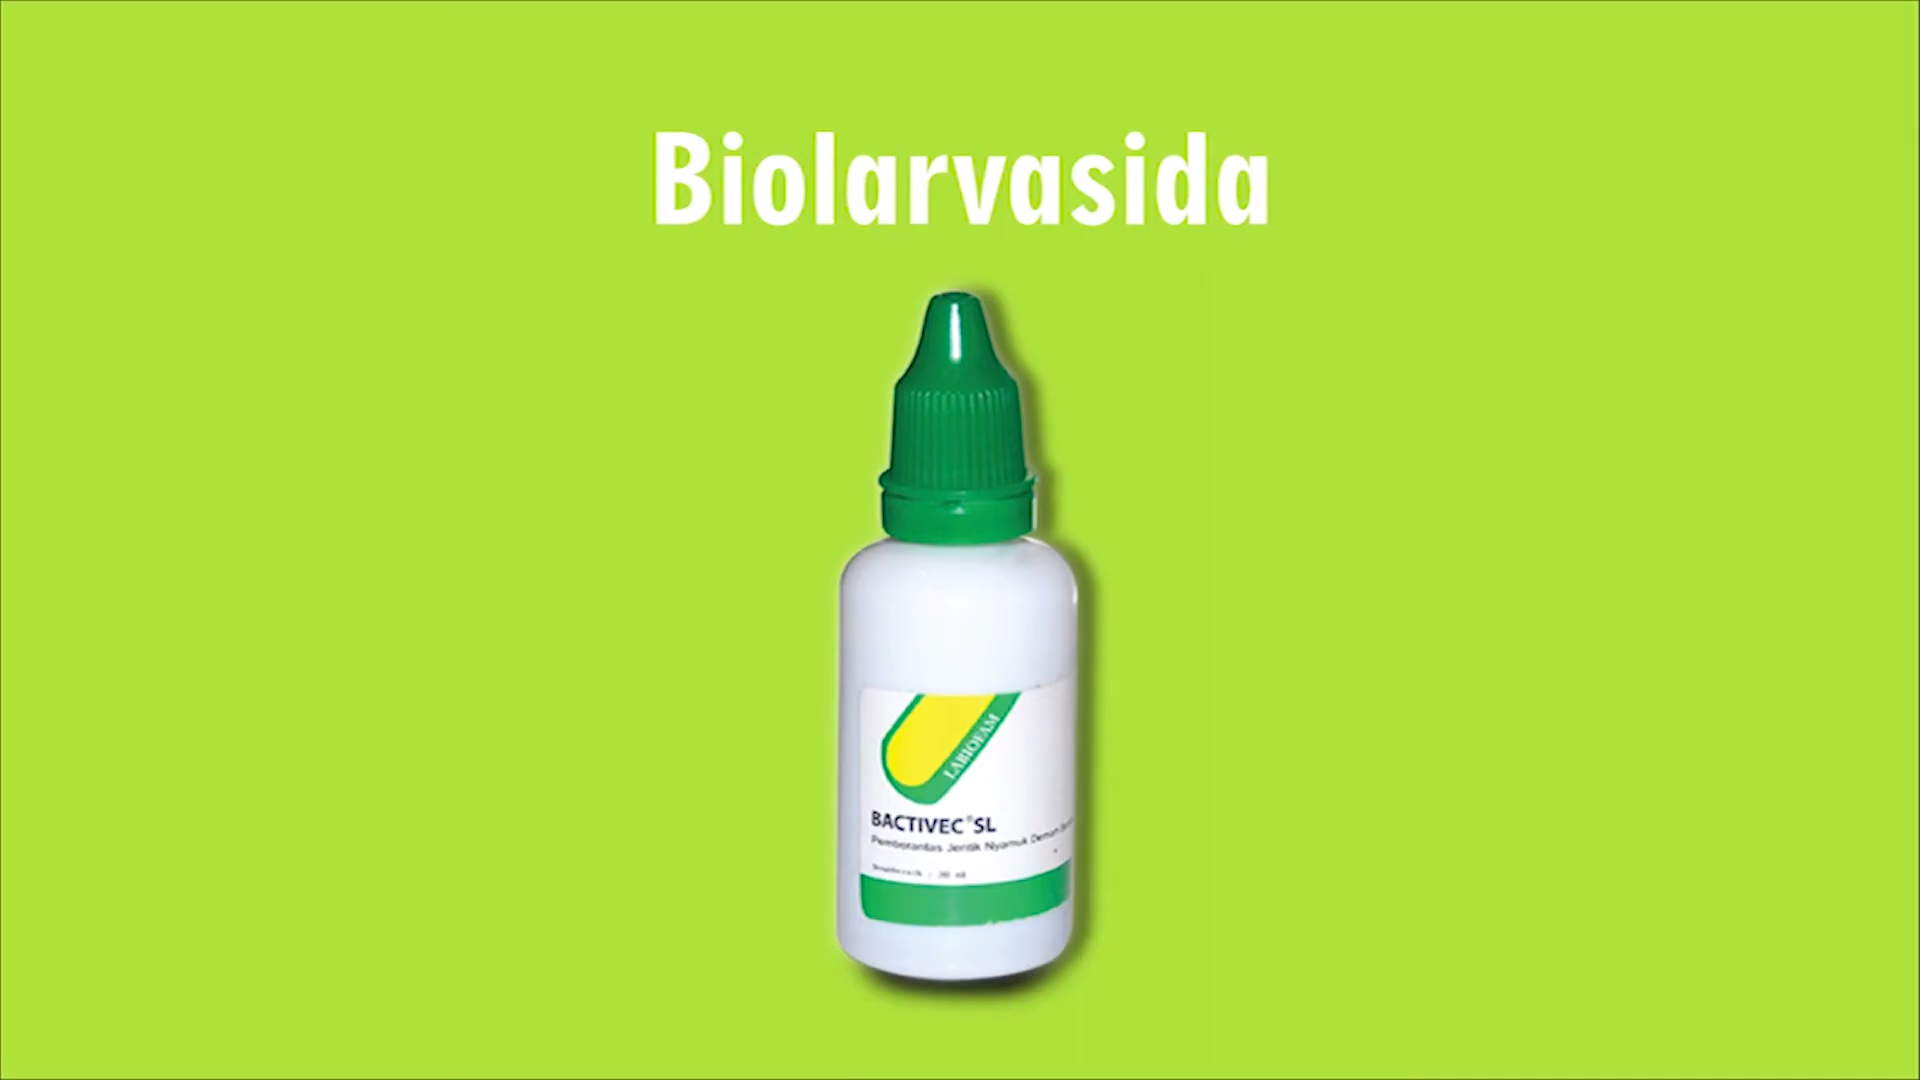 Biolarvasida
LABIOFAM
BACTIVEC®SL
Pemberantas Jentik Nyamuk Demam